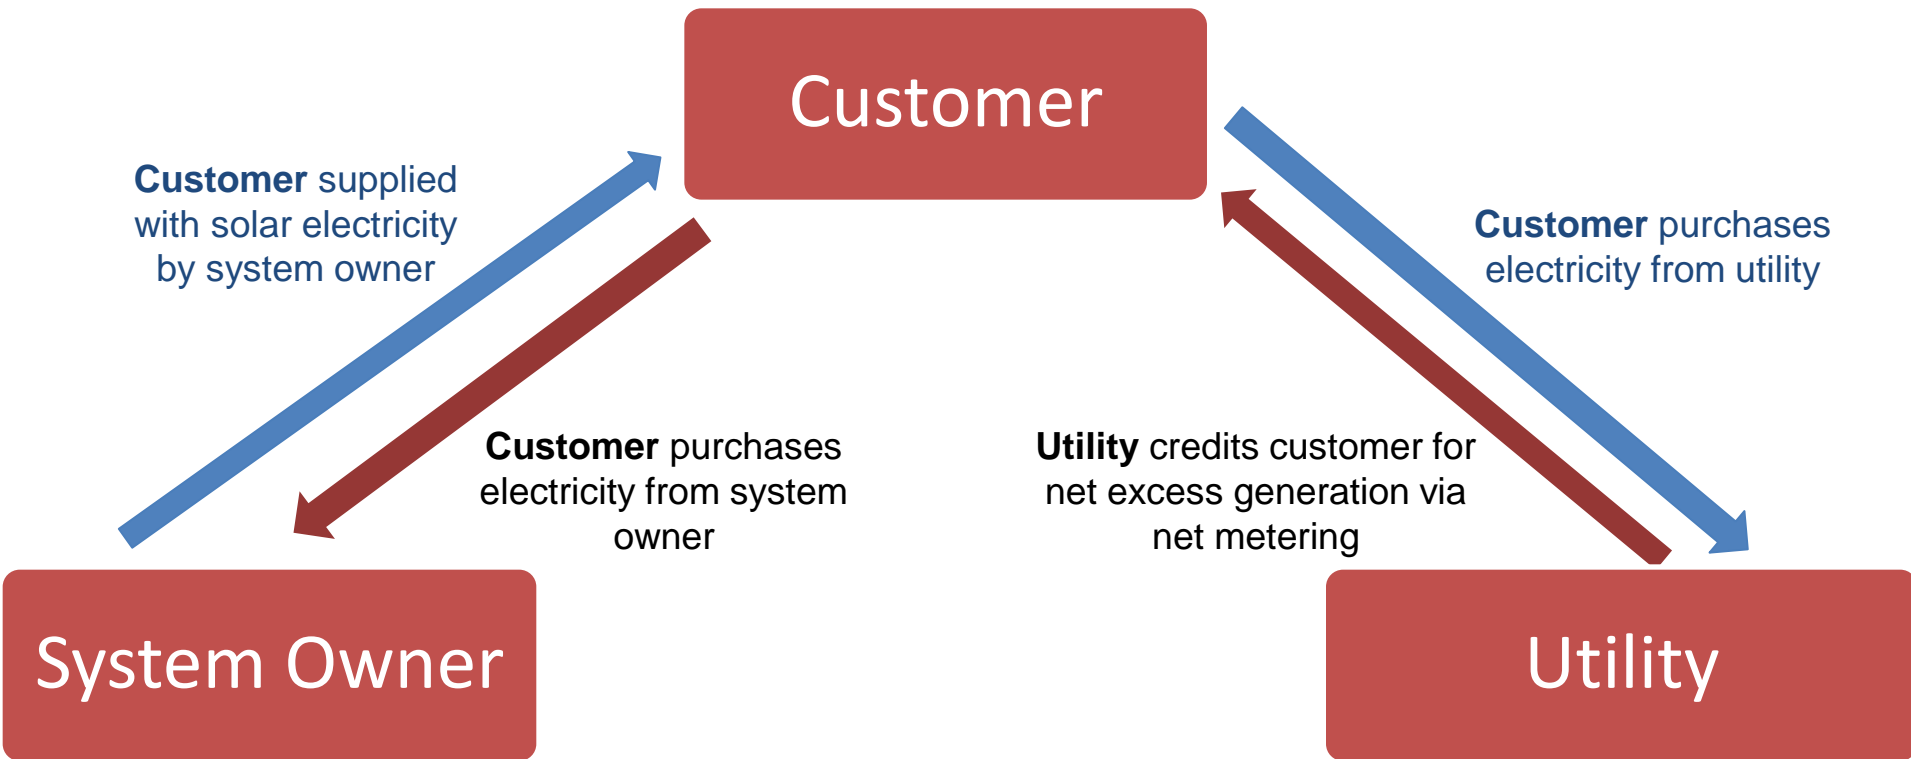 Customer
Customer supplied
with solar electricity
by system owner
Customer purchases
electricity from utility
Customer purchases
electricity from system
owner
Utility credits customer for
net excess generation via
net metering
System Owner
Utility